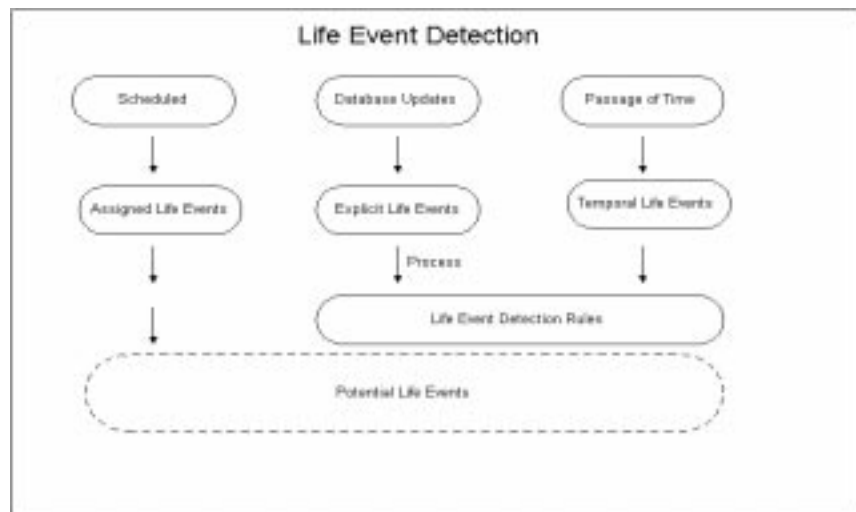 Life Event Detection
Scheduled
Database Updates
Passage of Time
Assigned Life Events
Explicit Life Events
Temporal Life Events
Process
Life Event Detection Rules
Potential Life Events